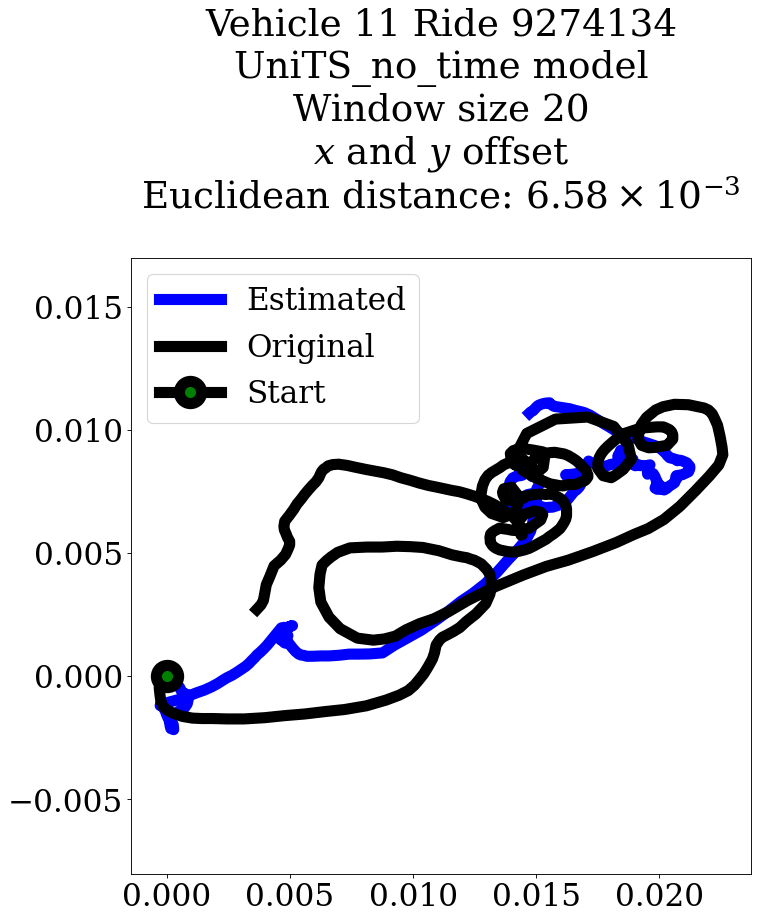 Vehicle 11 Ride 9274134
UniTS_no_time model
Window size 20
x and y offset
Euclidean distance: 6.58 × 10⁻³
Estimated
Original
Start
0.015
0.010
0.005
0.000
−0.005
0.000 0.005 0.010 0.015 0.020